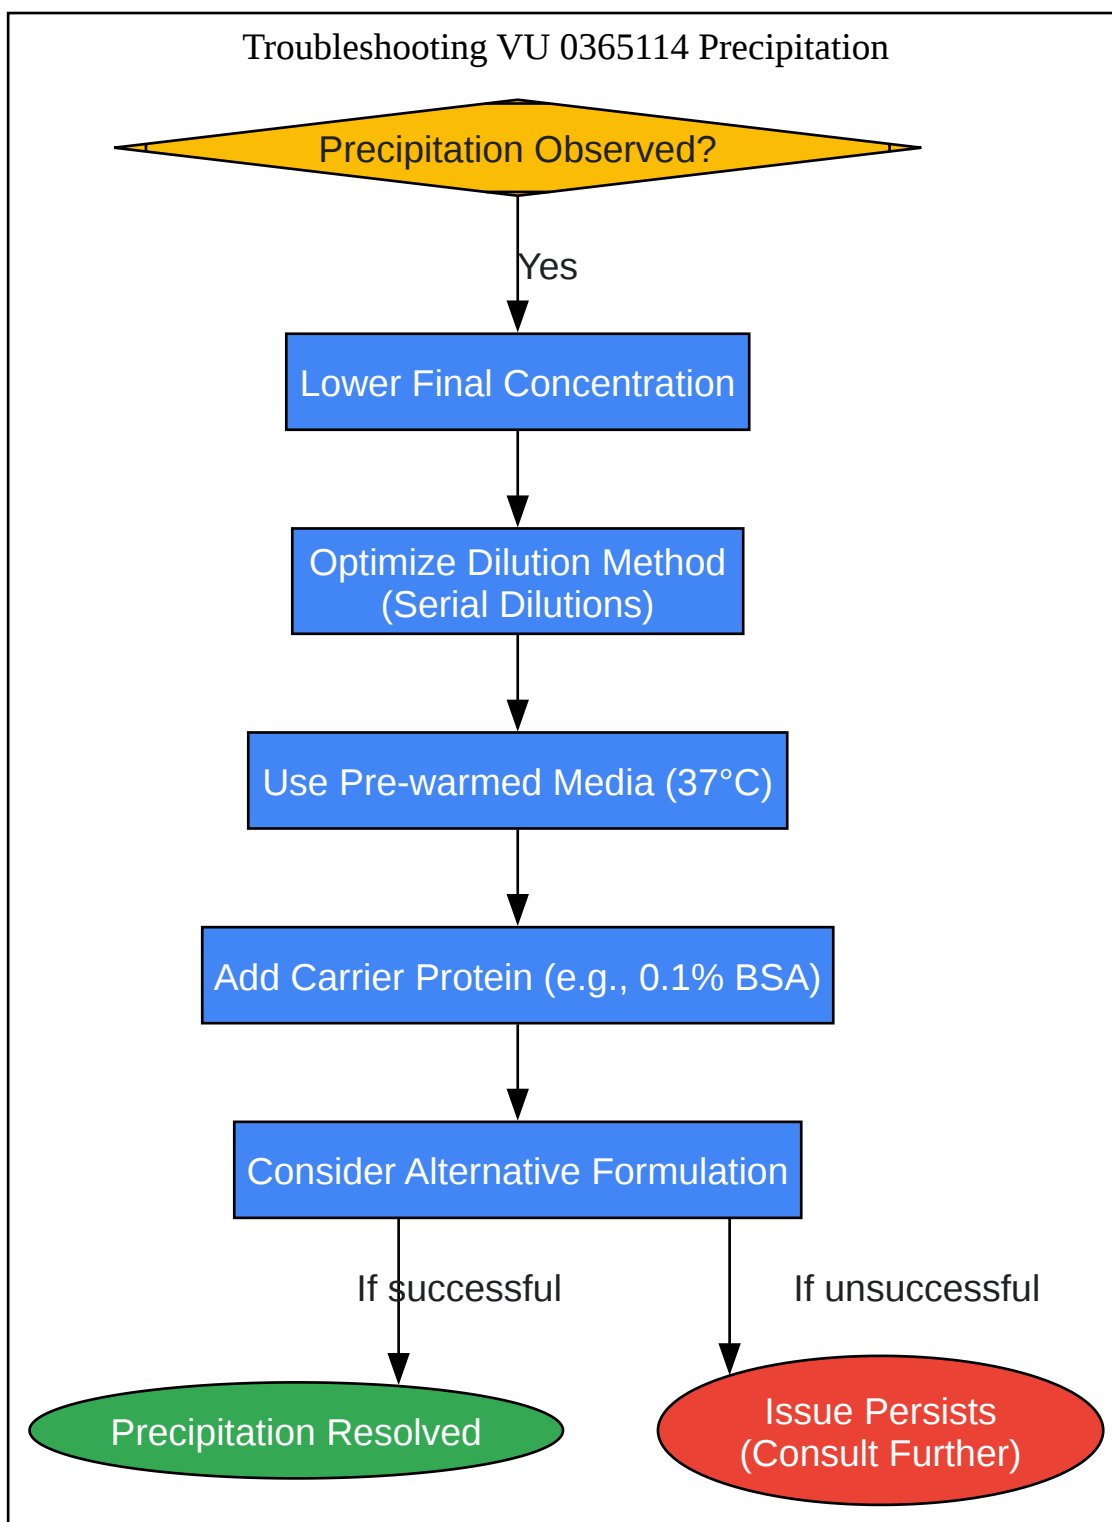 Troubleshooting VU 0365114 Precipitation
Precipitation Observed?
Yes
Lower Final Concentration
Optimize Dilution Method
(Serial Dilutions)
Use Pre-warmed Media (37°C)
Add Carrier Protein (e.g., 0.1% BSA)
Consider Alternative Formulation
If successful
If unsuccessful
Precipitation Resolved
Issue Persists
(Consult Further)